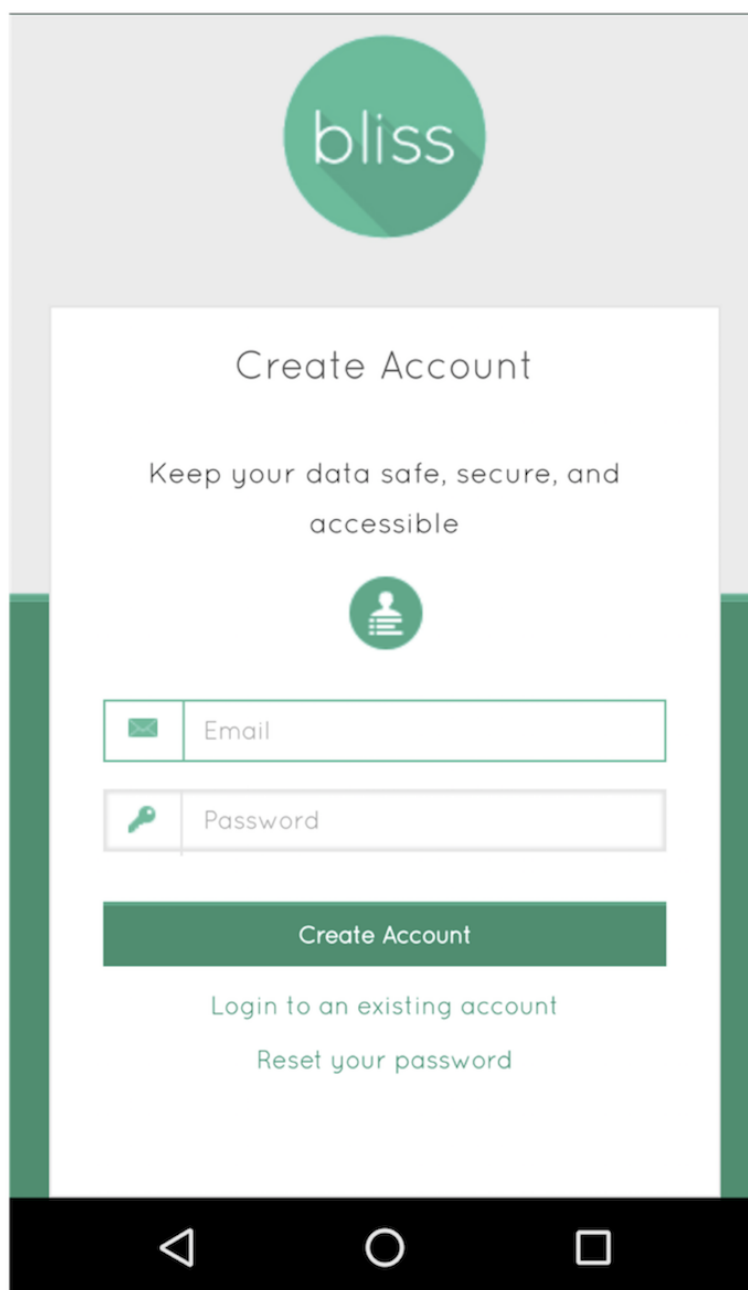 bliss
Create Account
Keep your data safe, secure, and
accessible
Email
Password
Create Account
Login to an existing account
Reset your password